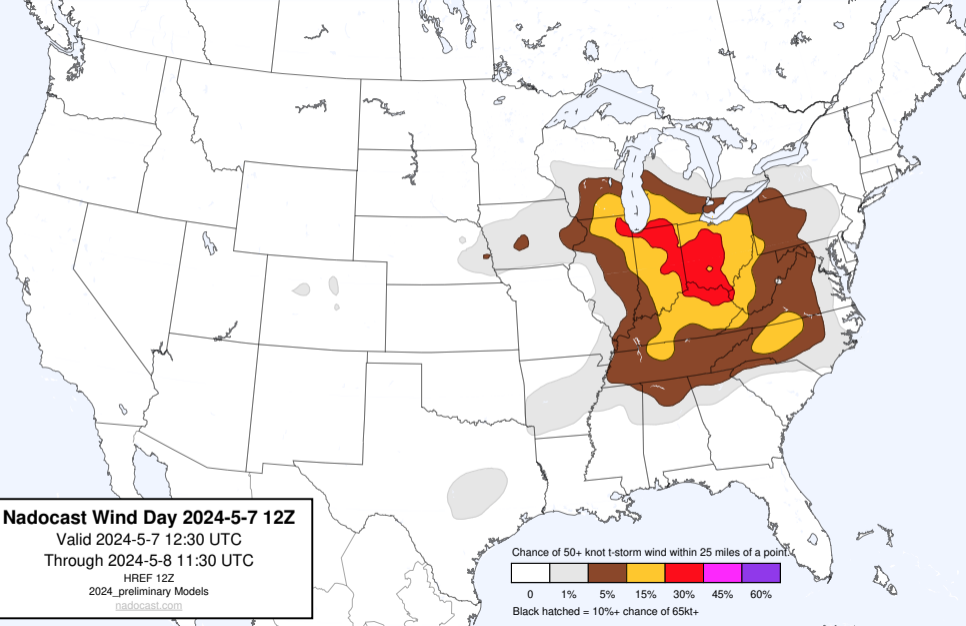 Nadocast Wind Day 2024-5-7 12Z
Valid 2024-5-7 12:30 UTC
Through 2024-5-8 11:30 UTC
HREF 12Z
2024_preliminary Models
nadocast.com
Chance of 50+ knot t-storm wind within 25 miles of a point.
0 1% 5% 15% 30% 45% 60%
Black hatched = 10%+ chance of 65kt+